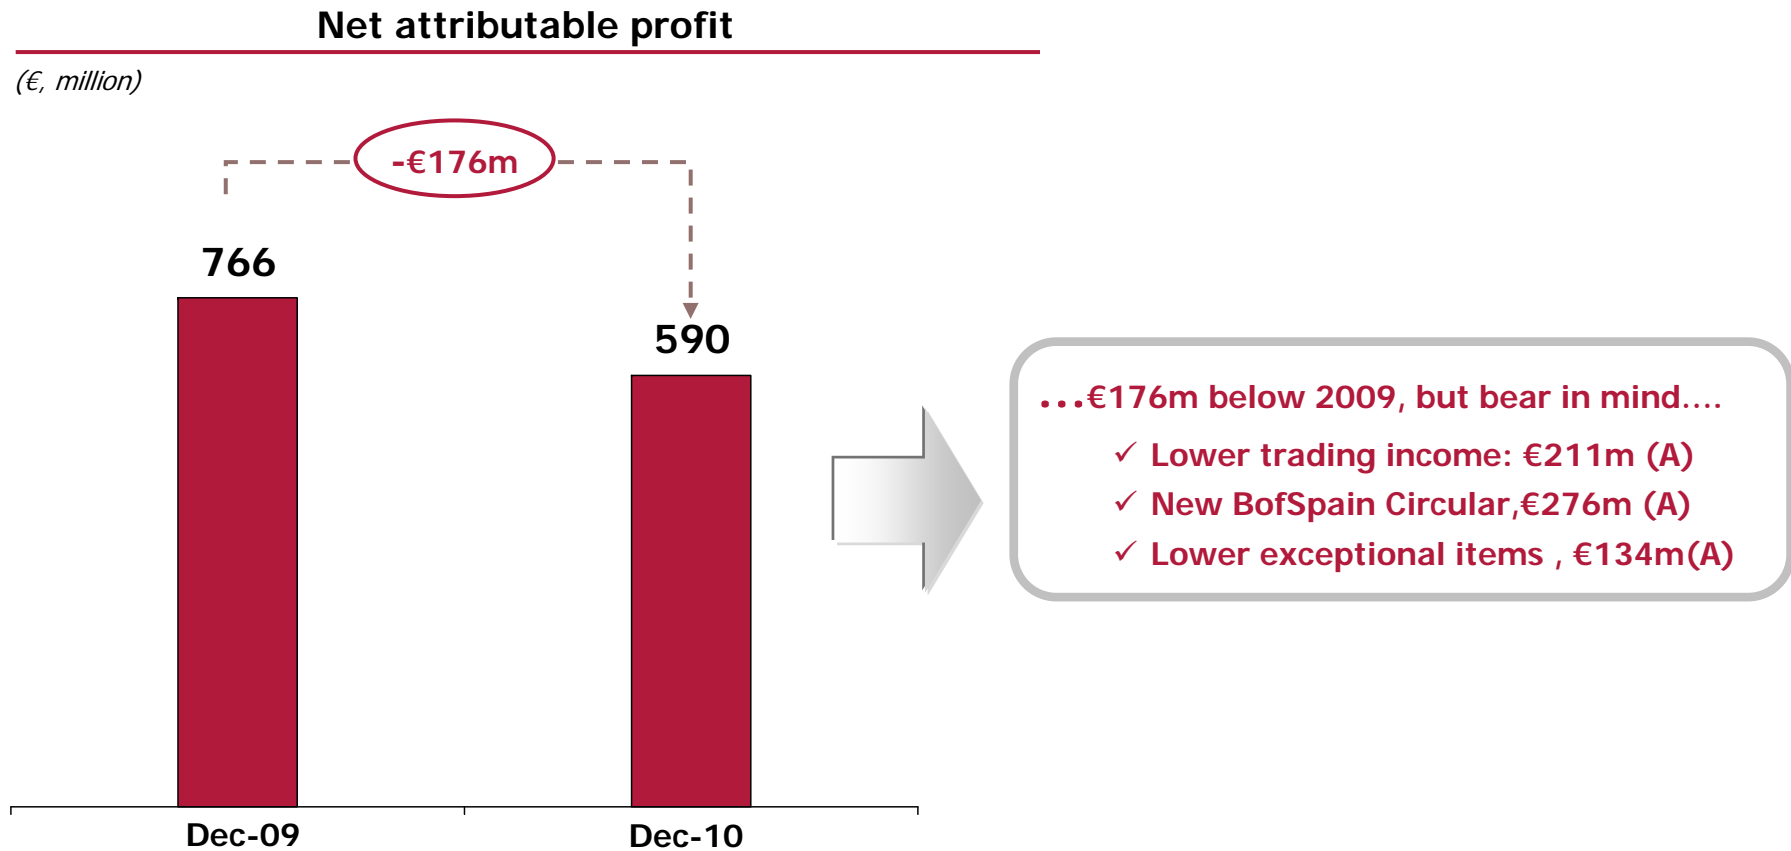 Net attributable profit
(€, million)
-€176m
766
590
Dec-09
Dec-10
...€176m below 2009, but bear in mind....
✓ Lower trading income: €211m (A)
✓ New BofSpain Circular,€276m (A)
✓ Lower exceptional items , €134m(A)